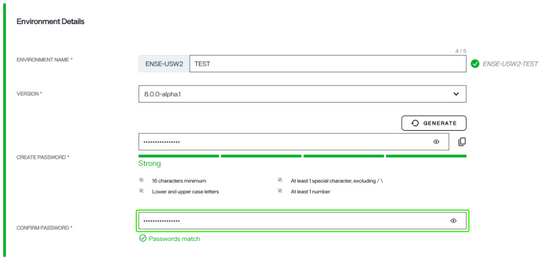 Environment Details
4 / 5
ENVIRONMENT NAME *
ENSE-USW2
TEST
ENSE-USW2-TEST
VERSION *
8.0.0-alpha.1
GENERATE
CREATE PASSWORD *
••••••••••••••••
Strong
16 characters minimum
At least 1 special character, excluding / \
Lower and upper case letters
At least 1 number
CONFIRM PASSWORD *
••••••••••••••••
Passwords match